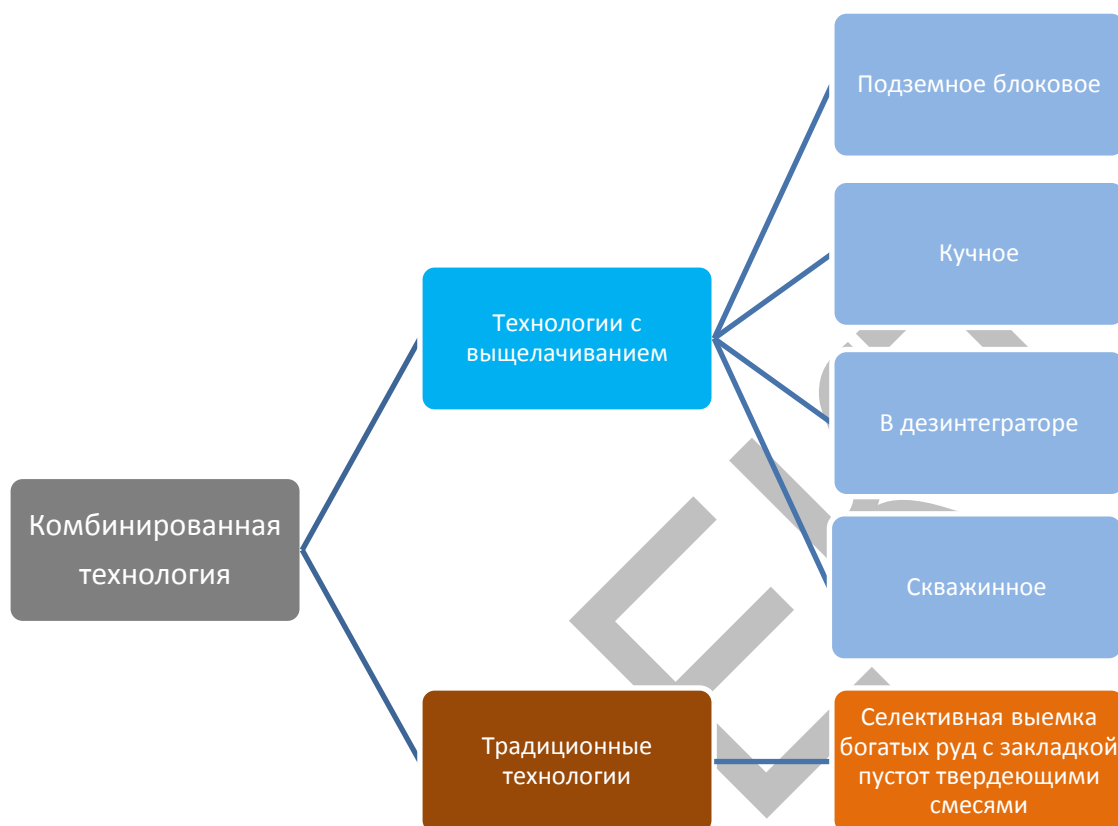 Подземное блоковое
Кучное
Технологии с
выщелачиванием
В дезинтеграторе
Комбинированная
технология
Скважинное
Традиционные
технологии
Селективная выемка
богатых руд с закладкой
пустот твердеющими
смесями